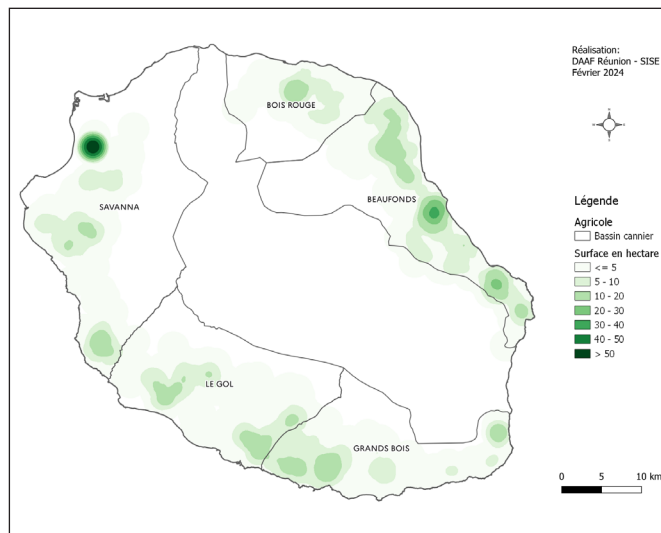 Réalisation:
DAAF Réunion - SISE
Février 2024
BOIS ROUGE
BEAUFONDS
SAVANNA
LE GOL
GRANDS BOIS
Légende
Agricole
Bassin cannier
Surface en hectare
<= 5
5 - 10
10 - 20
20 - 30
30 - 40
40 - 50
> 50
0 5 10 km